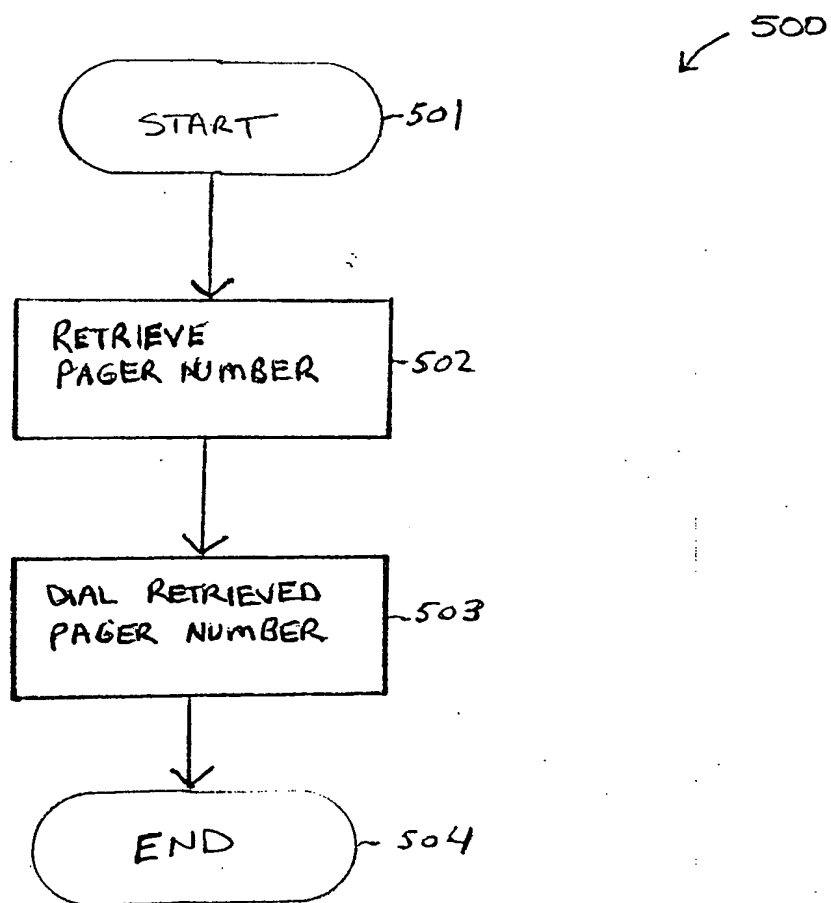 500
START
501
RETRIEVE
PAGER NUMBER
502
DIAL RETRIEVED
PAGER NUMBER
503
END
504